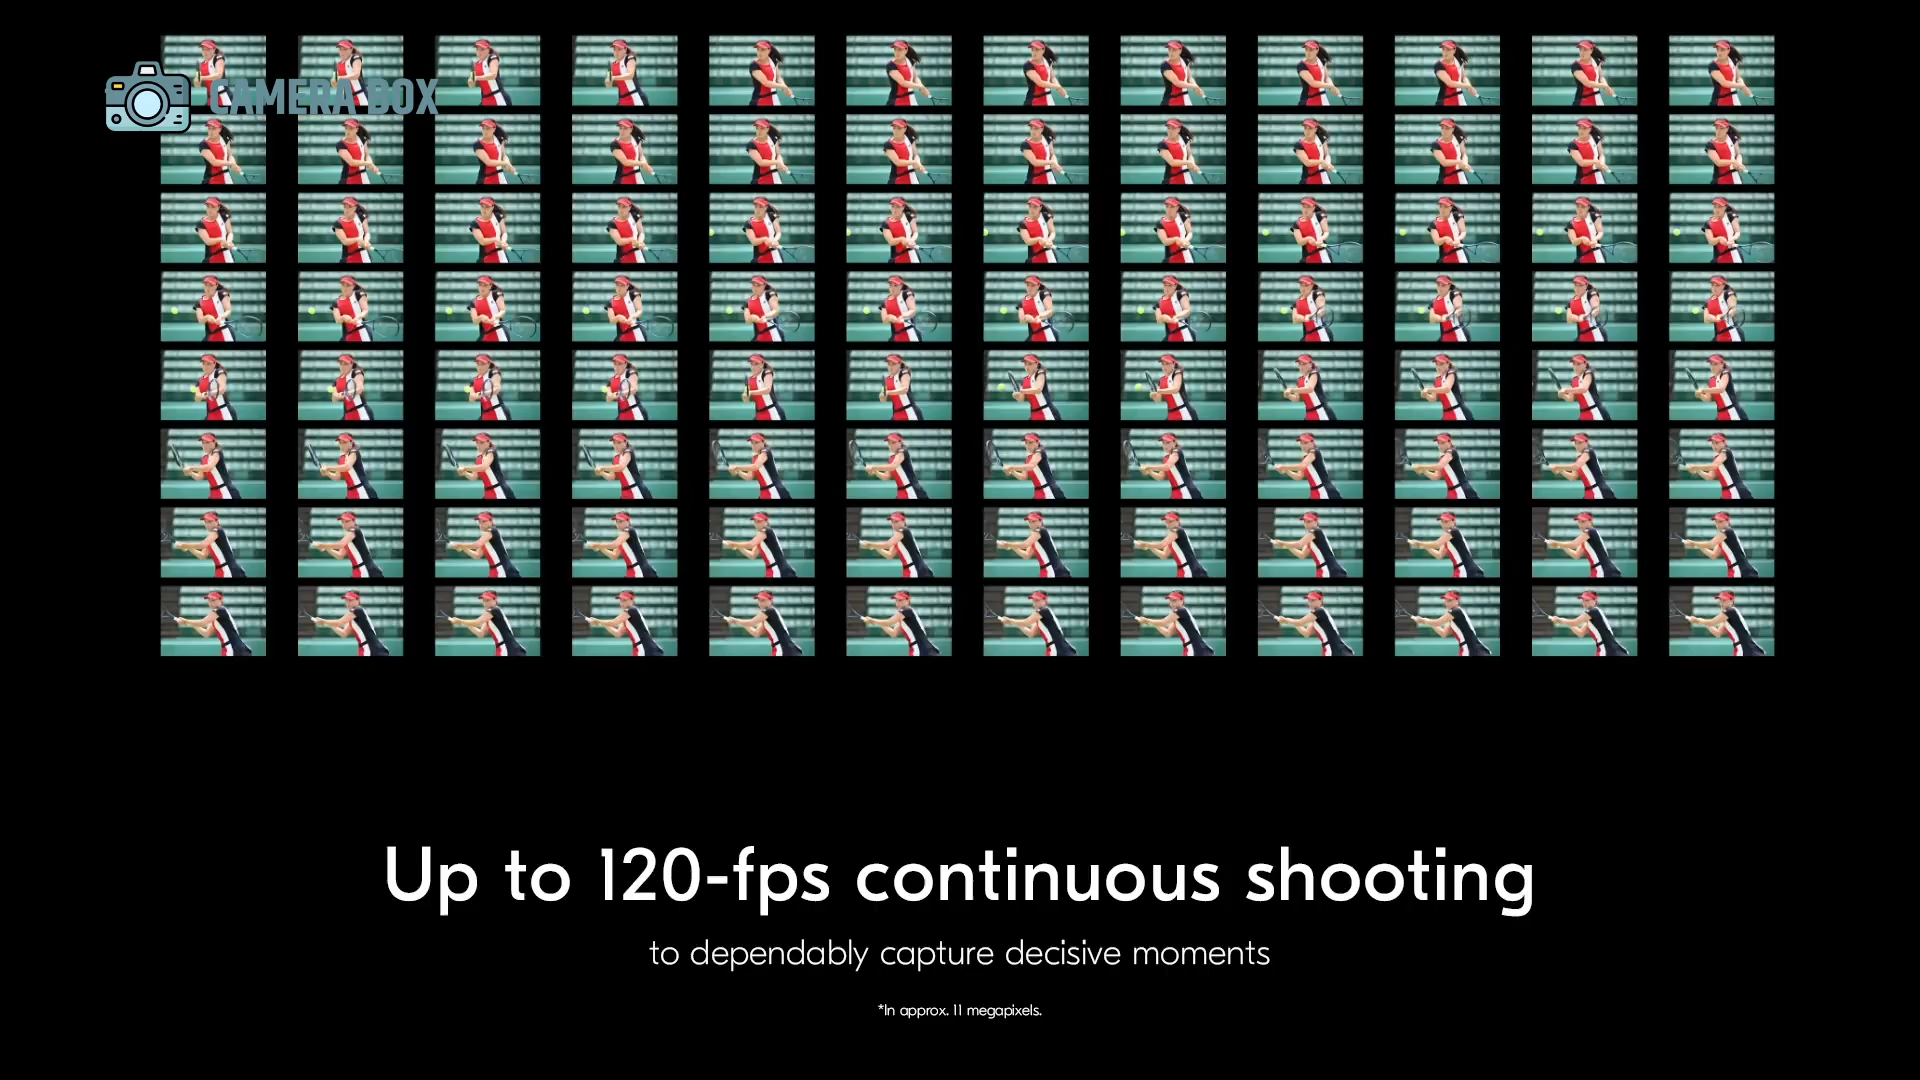 CAMERA BOX
Up to 120-fps continuous shooting
to dependably capture decisive moments
*In approx. 11 megapixels.